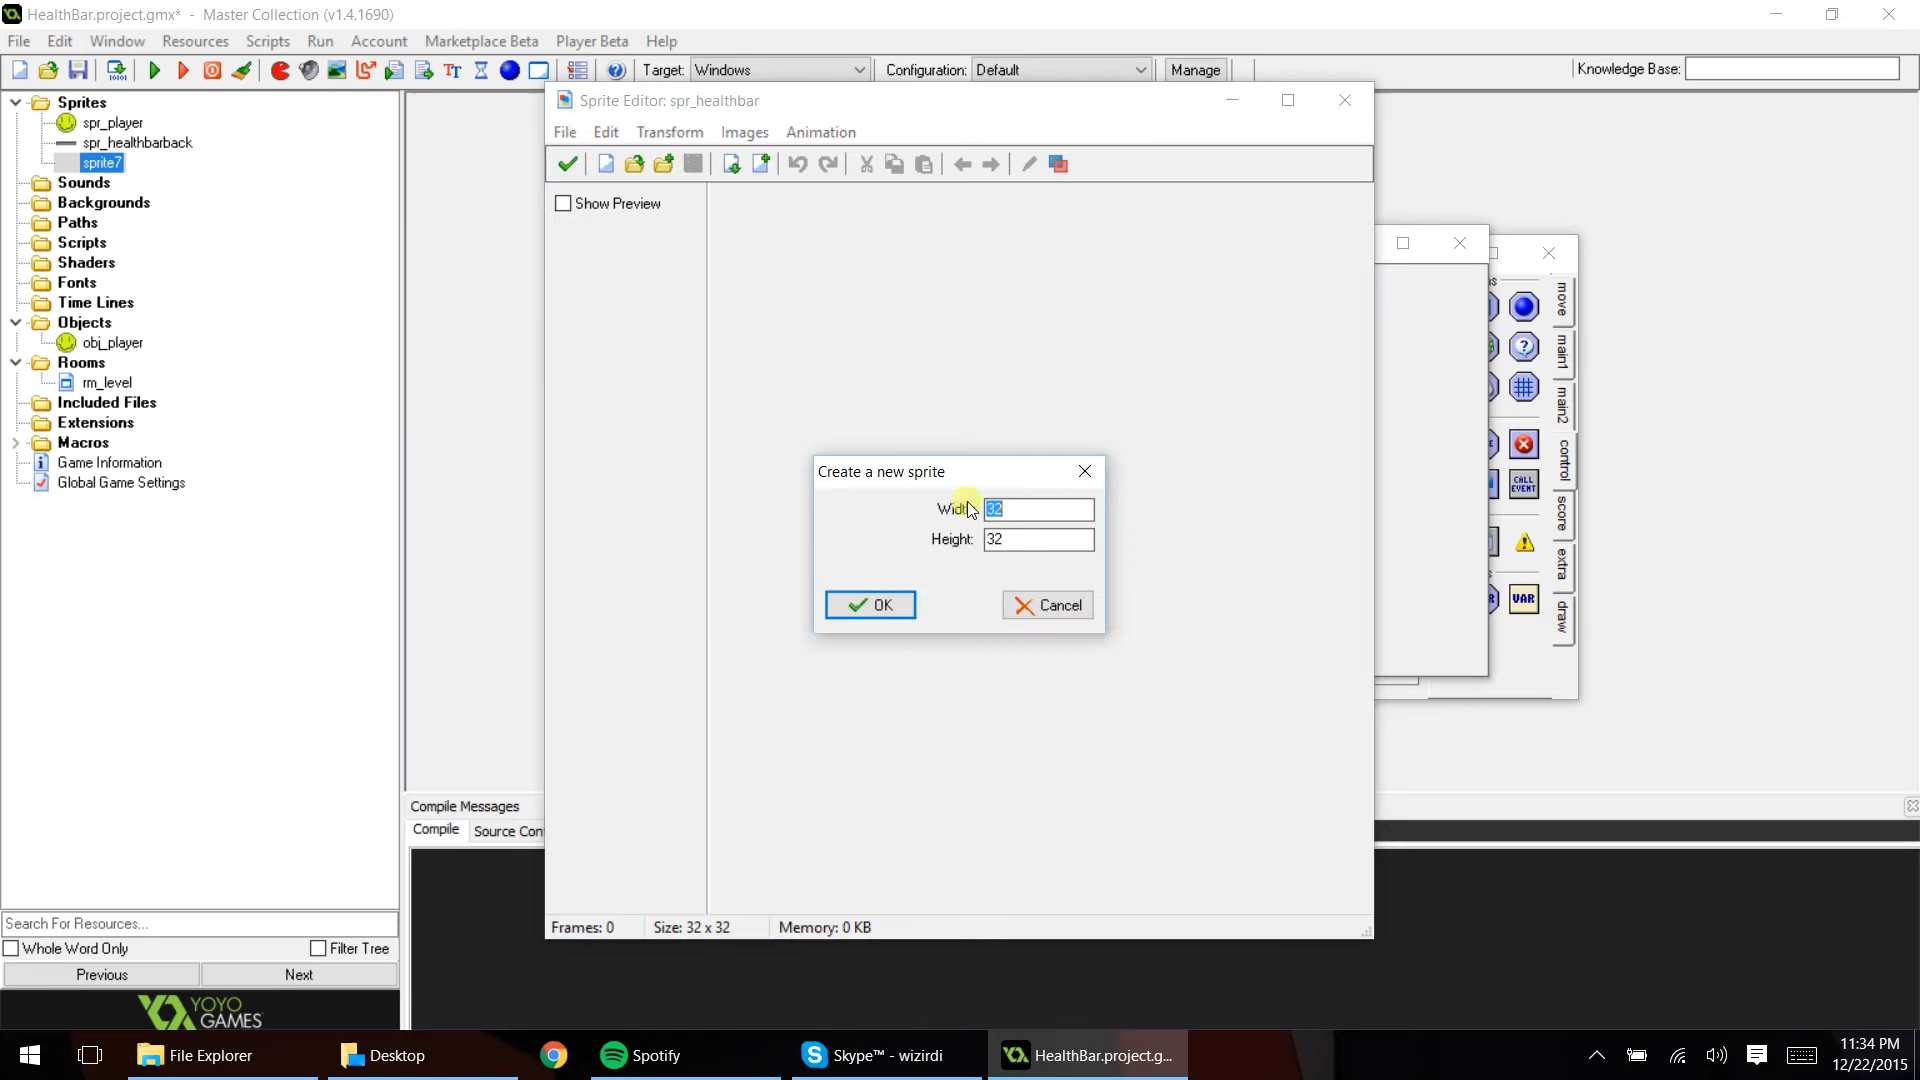 HealthBar.project.gmx* - Master Collection (v1.4.1690)
File Edit Window Resources Scripts Run Account Marketplace Beta Player Beta Help
Target: Windows Configuration: Default Manage Knowledge Base:
Sprites
spr_player
spr_healthbarback
sprite7
Sounds
Backgrounds
Paths
Scripts
Shaders
Fonts
Time Lines
Objects
obj_player
Rooms
rm_level
Included Files
Extensions
Macros
Game Information
Global Game Settings
Search For Resources...
Whole Word Only Filter Tree
Previous Next
YOYO
GAMES
Sprite Editor: spr_healthbar
File Edit Transform Images Animation
Show Preview
Create a new sprite
32
Height: 32
OK Cancel
Frames: 0 Size: 32 x 32 Memory: 0 KB
move
main1
main2
control
score
extra
draw
CALL
EVENT
VAR
Compile Messages
Compile Source Con
File Explorer Desktop Spotify Skype™ - wizirdi HealthBar.project.g...
11:34 PM
12/22/2015